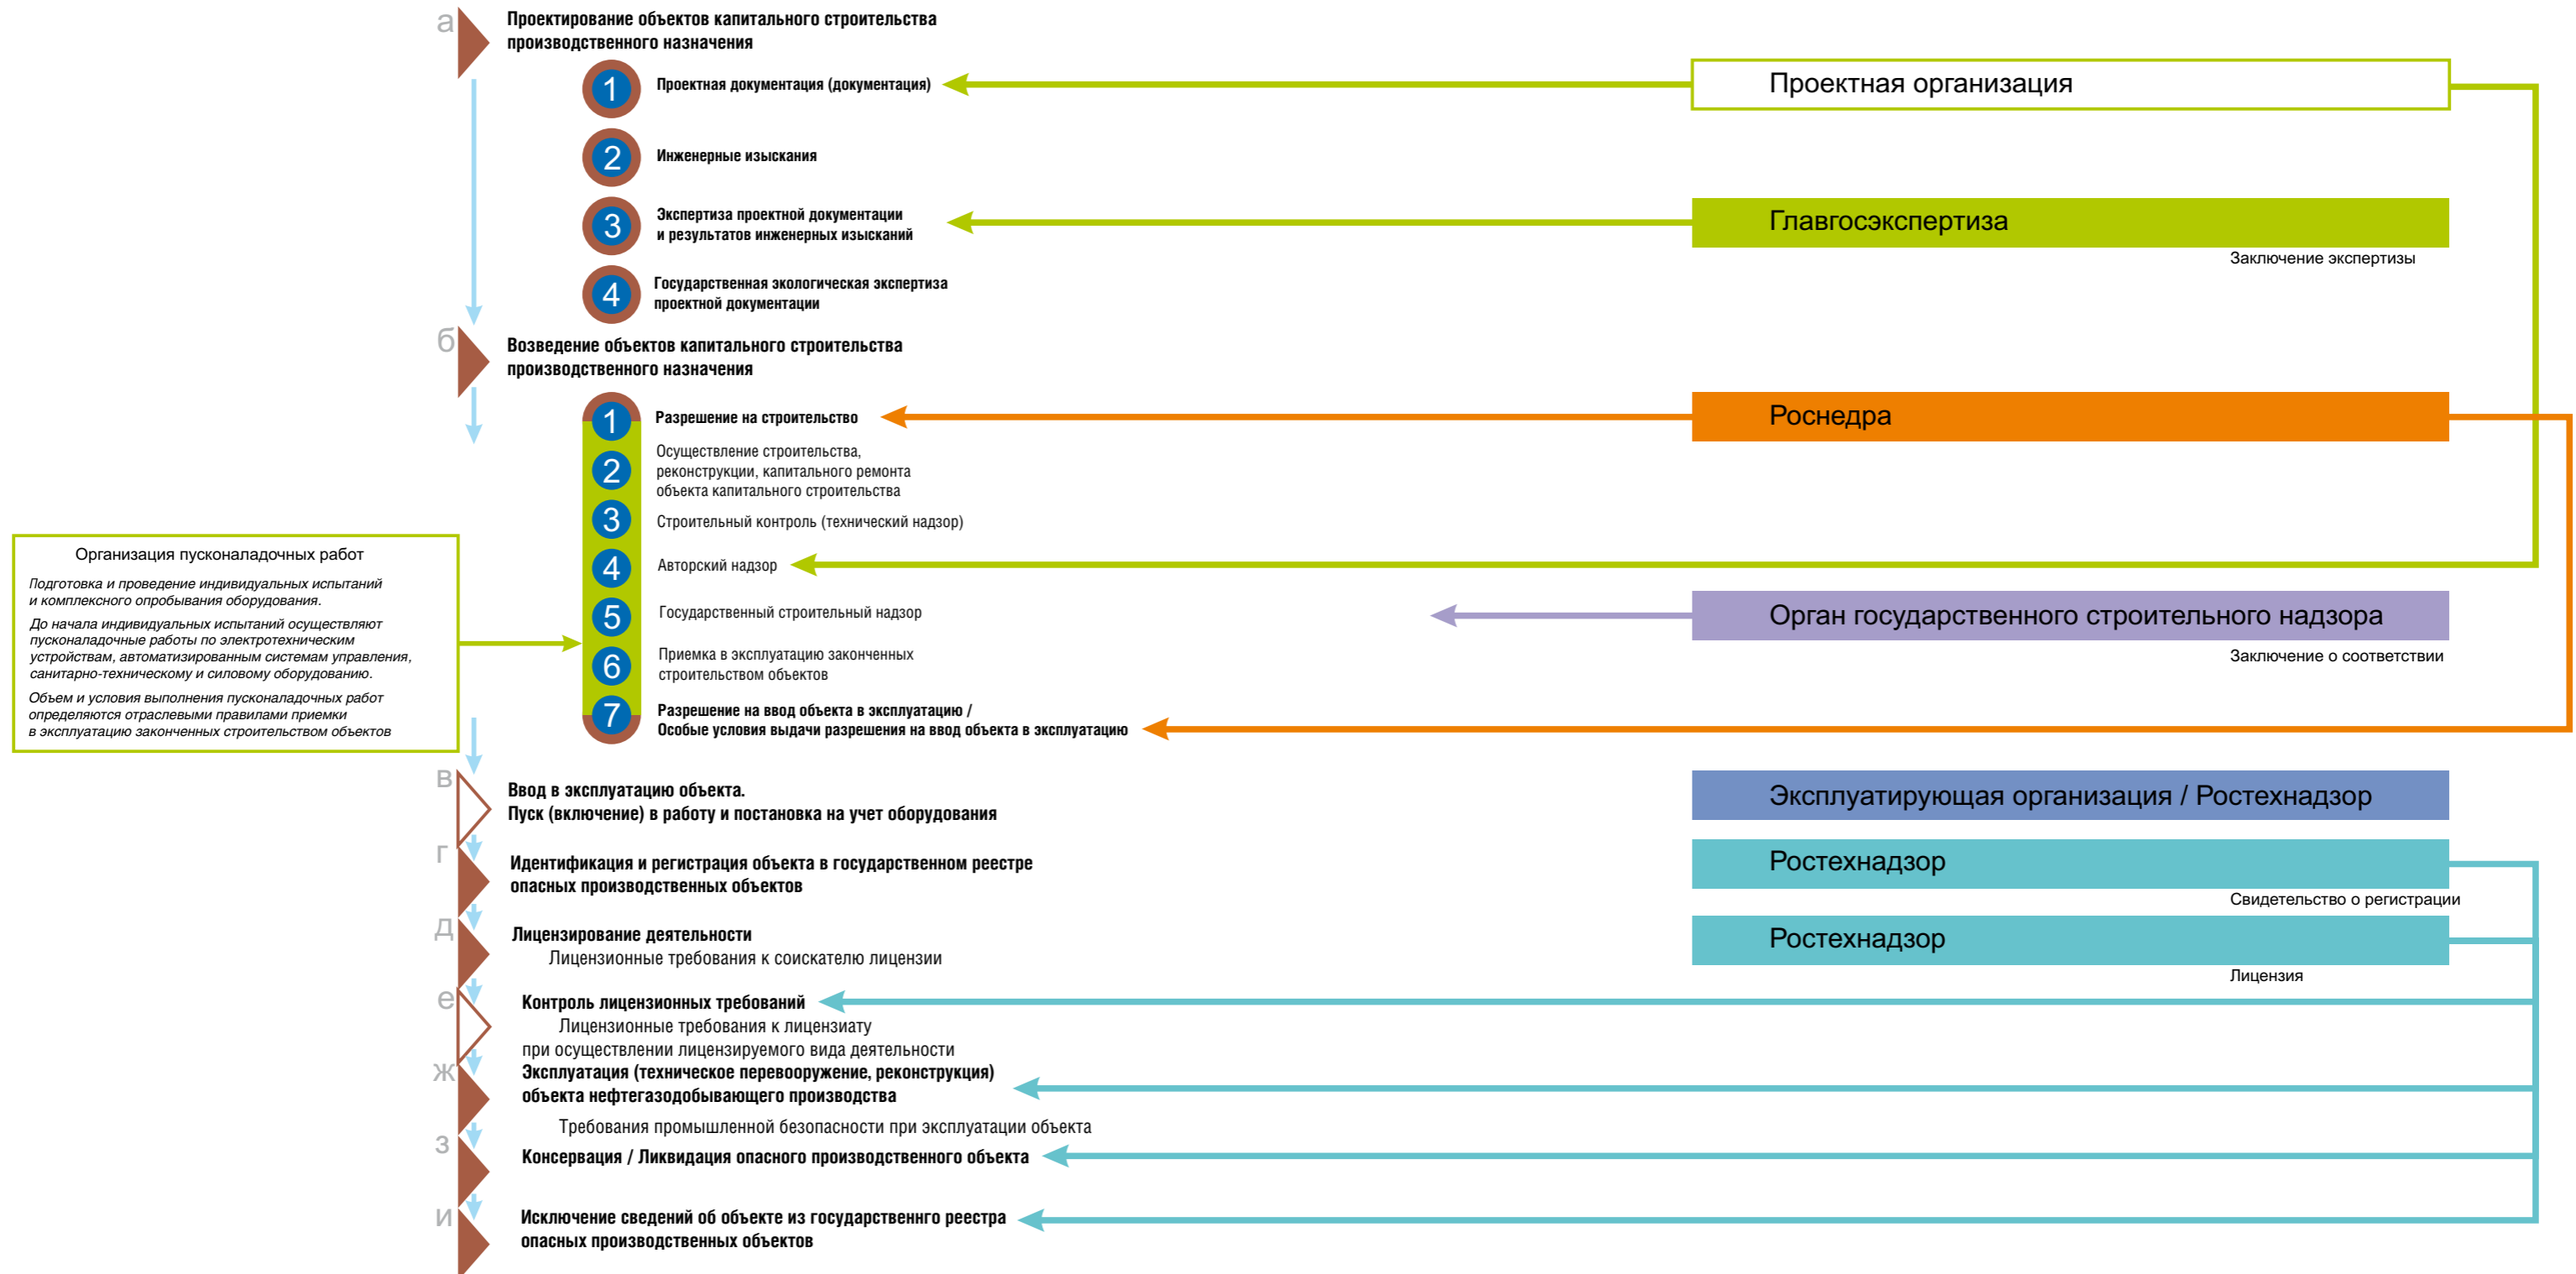 а
Проектирование объектов капитального строительства
производственного назначения
1
Проектная документация (документация)
Проектная организация
2
Инженерные изыскания
3
Экспертиза проектной документации
и результатов инженерных изысканий
Главгосэкспертиза
Заключение экспертизы
4
Государственная экологическая экспертиза
проектной документации
б
Возведение объектов капитального строительства
производственного назначения
1
Разрешение на строительство
Роснедра
2
Осуществление строительства,
реконструкции, капитального ремонта
объекта капитального строительства
3
Строительный контроль (технический надзор)
4
Авторский надзор
5
Государственный строительный надзор
Орган государственного строительного надзора
Заключение о соответствии
6
Приемка в эксплуатацию законченных
строительством объектов
7
Разрешение на ввод объекта в эксплуатацию /
Особые условия выдачи разрешения на ввод объекта в эксплуатацию
Организация пусконаладочных работ
Подготовка и проведение индивидуальных испытаний
и комплексного опробывания оборудования.
До начала индивидуальных испытаний осуществляют
пусконаладочные работы по электротехническим
устройствам, автоматизированным системам управления,
санитарно-техническому и силовому оборудованию.
Объем и условия выполнения пусконаладочных работ
определяются отраслевыми правилами приемки
в эксплуатацию законченных строительством объектов
в
Ввод в эксплуатацию объекта.
Пуск (включение) в работу и постановка на учет оборудования
Эксплуатирующая организация / Ростехнадзор
г
Идентификация и регистрация объекта в государственном реестре
опасных производственных объектов
Ростехнадзор
Свидетельство о регистрации
д
Лицензирование деятельности
Лицензионные требования к соискателю лицензии
Ростехнадзор
Лицензия
е
Контроль лицензионных требований
Лицензионные требования к лицензиату
при осуществлении лицензируемого вида деятельности
ж
Эксплуатация (техническое перевооружение, реконструкция)
объекта нефтегазодобывающего производства
Требования промышленной безопасности при эксплуатации объекта
з
Консервация / Ликвидация опасного производственного объекта
и
Исключение сведений об объекте из государственнго реестра
опасных производственных объектов